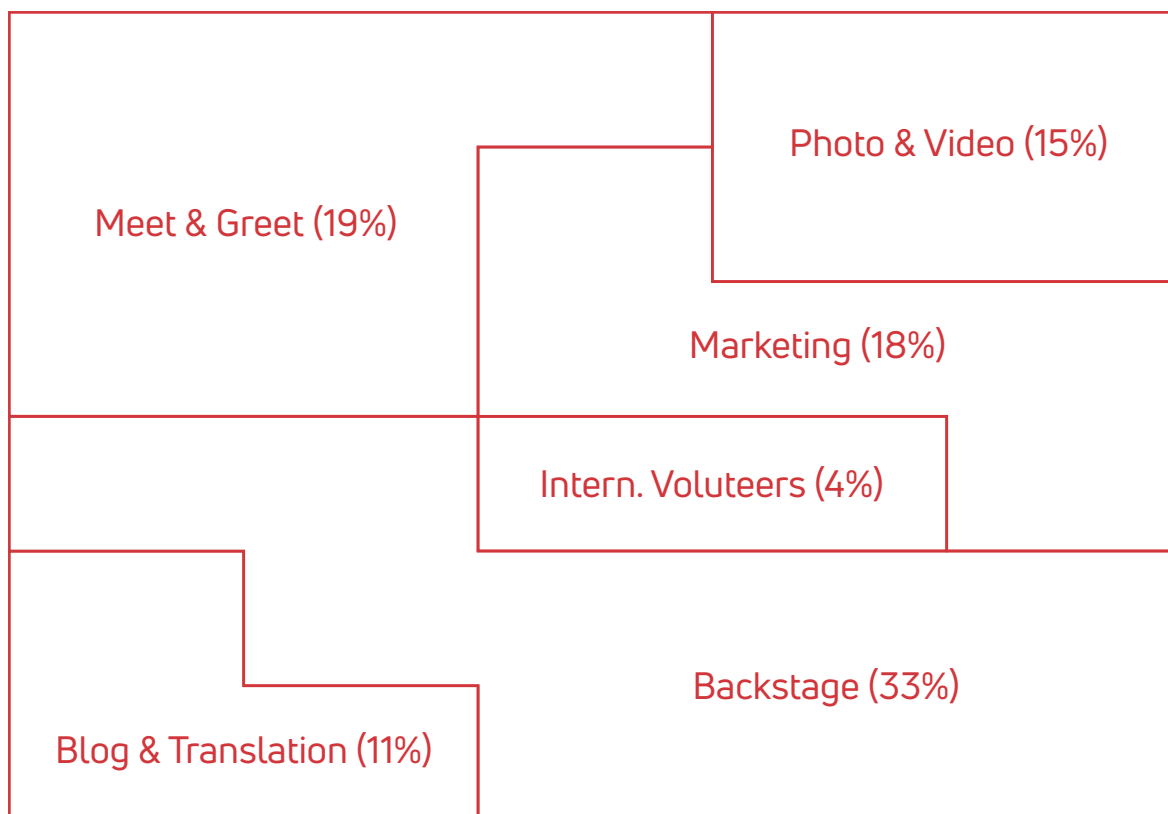 Photo & Video (15%)
Meet & Greet (19%)
Marketing (18%)
Intern. Voluteers (4%)
Backstage (33%)
Blog & Translation (11%)